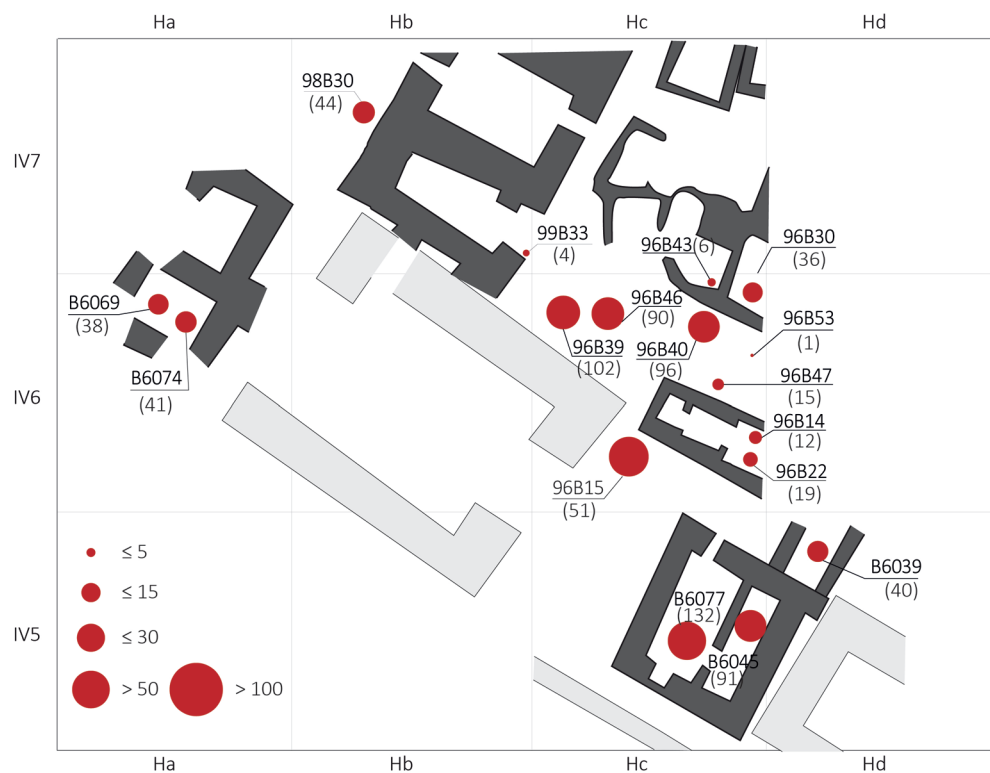 Ha Hb Hc Hd
98B30
(44)
IV7
99B33
(4)
96B43(6)
96B30
(36)
B6069
(38)
96B46
(90)
96B39
(102)
96B40
(96)
96B53
(1)
B6074
(41)
IV6
96B47
(15)
96B14
(12)
96B22
(19)
96B15
(51)
≤ 5
B6039
(40)
≤ 15
B6077
(132)
IV5
≤ 30
B6045
(91)
> 50 > 100
Ha Hb Hc Hd